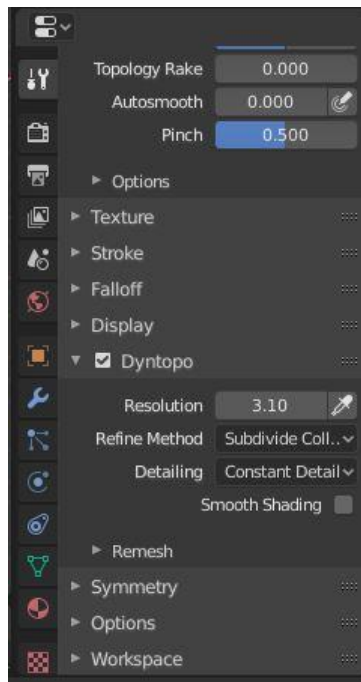 Topology Rake 0.000
Autosmooth 0.000
Pinch 0.500
Options
Texture
Stroke
Falloff
Display
Dyntopo
Resolution 3.10
Refine Method Subdivide Coll..
Detailing Constant Detail
Smooth Shading
Remesh
Symmetry
Options
Workspace